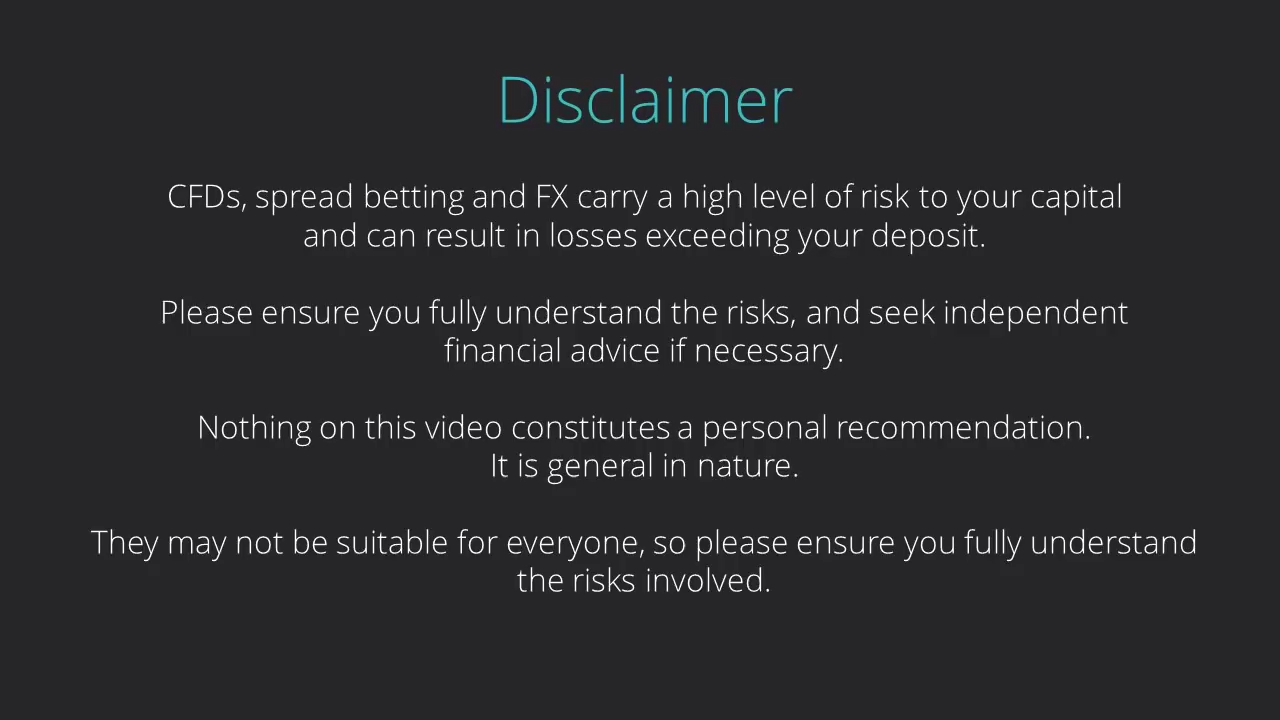 Disclaimer
CFDs, spread betting and FX carry a high level of risk to your capital
and can result in losses exceeding your deposit.
Please ensure you fully understand the risks, and seek independent
financial advice if necessary.
Nothing on this video constitutes a personal recommendation.
It is general in nature.
They may not be suitable for everyone, so please ensure you fully understand
the risks involved.